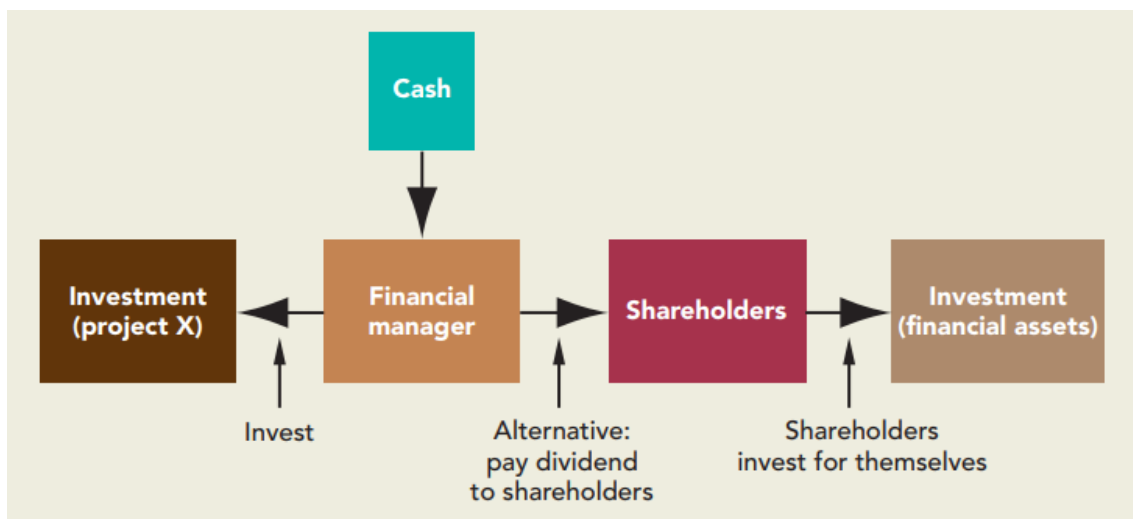 Cash
Investment
(project X)
Financial
manager
Shareholders
Investment
(financial assets)
Invest
Alternative:
pay dividend
to shareholders
Shareholders
invest for themselves